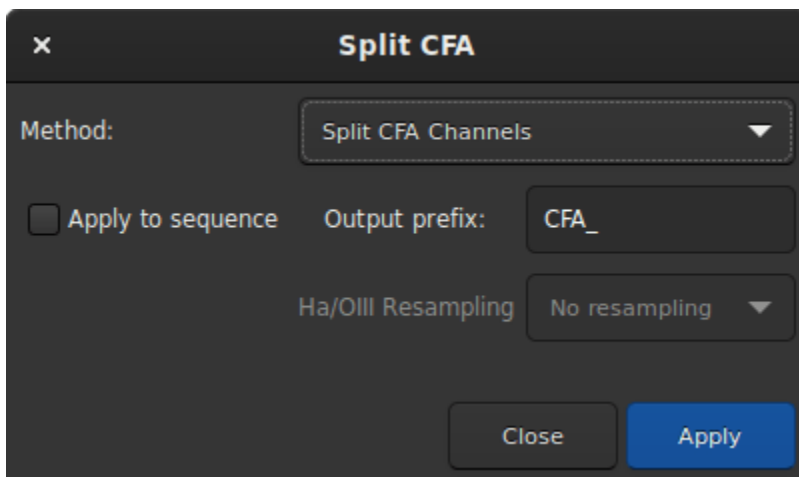 Split CFA
Method: Split CFA Channels
Apply to sequence Output prefix: CFA_
Ha/OIII Resampling No resampling
Close Apply